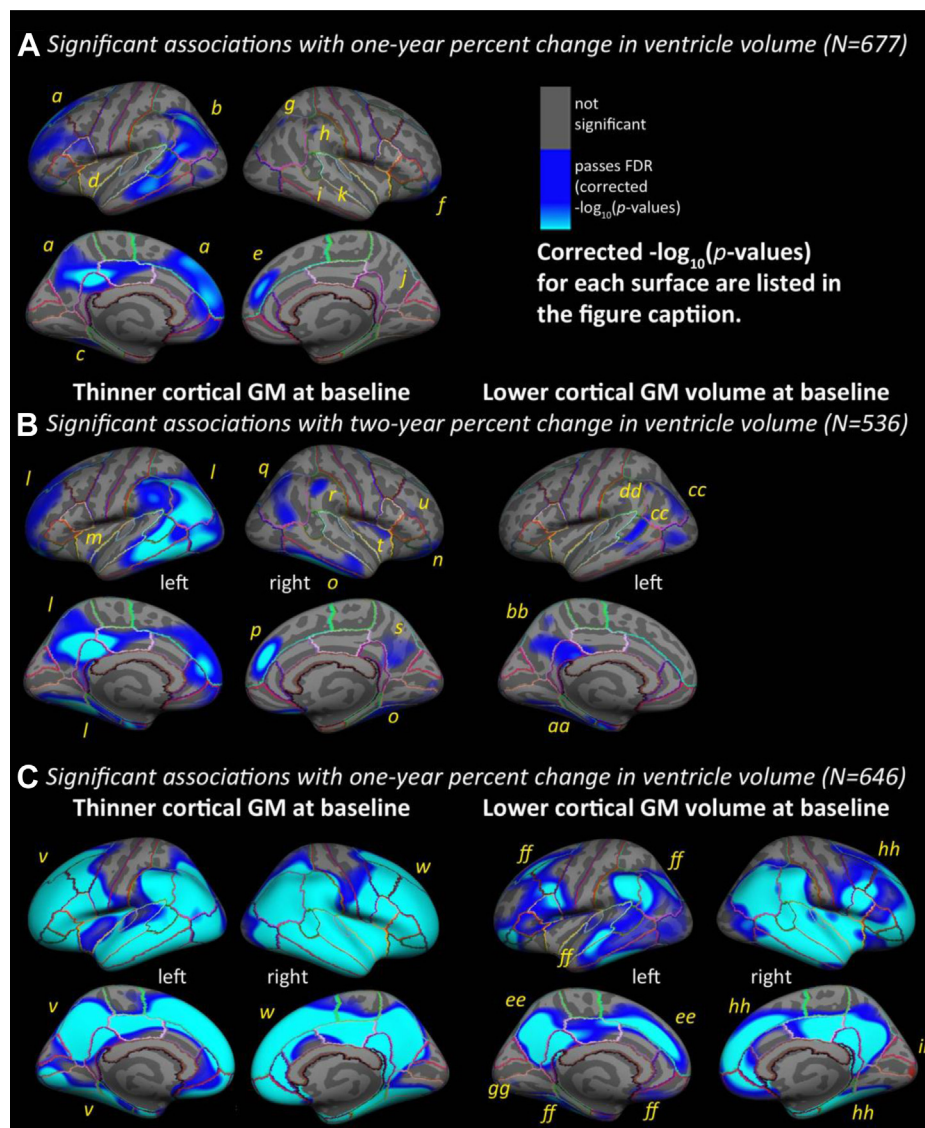 A Significant associations with one-year percent change in ventricle volume (N=677)
a
b
g
h
d
i
k
f
not
significant
passes FDR
(corrected
-log10(p-values)
a
a
e
j
c
Corrected -log10(p-values)
for each surface are listed in
the figure captiion.
Thinner cortical GM at baseline
Lower cortical GM volume at baseline
B Significant associations with two-year percent change in ventricle volume (N=536)
l
l
q
r
u
dd
cc
cc
m
t
n
left
right
o
left
l
p
s
bb
l
o
aa
C Significant associations with one-year percent change in ventricle volume (N=646)
Thinner cortical GM at baseline
Lower cortical GM volume at baseline
v
w
ff
ff
hh
ff
left
right
left
right
v
w
ee
ee
hh
gg
v
ff
ff
hh